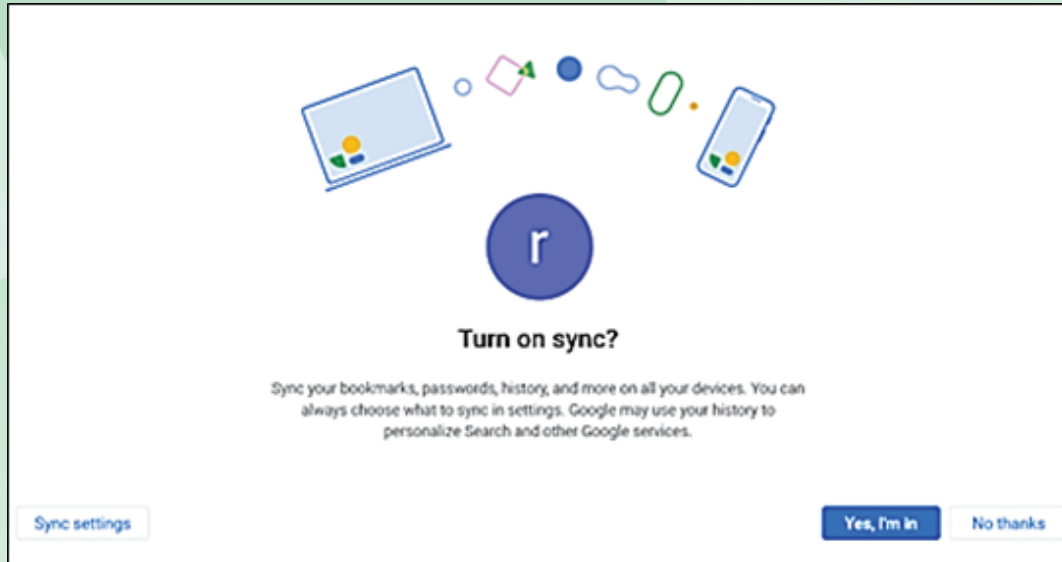 r
Turn on sync?
Sync your bookmarks, passwords, history, and more on all your devices. You can
always choose what to sync in settings. Google may use your history to
personalize Search and other Google services.
Sync settings
Yes, I'm in
No thanks